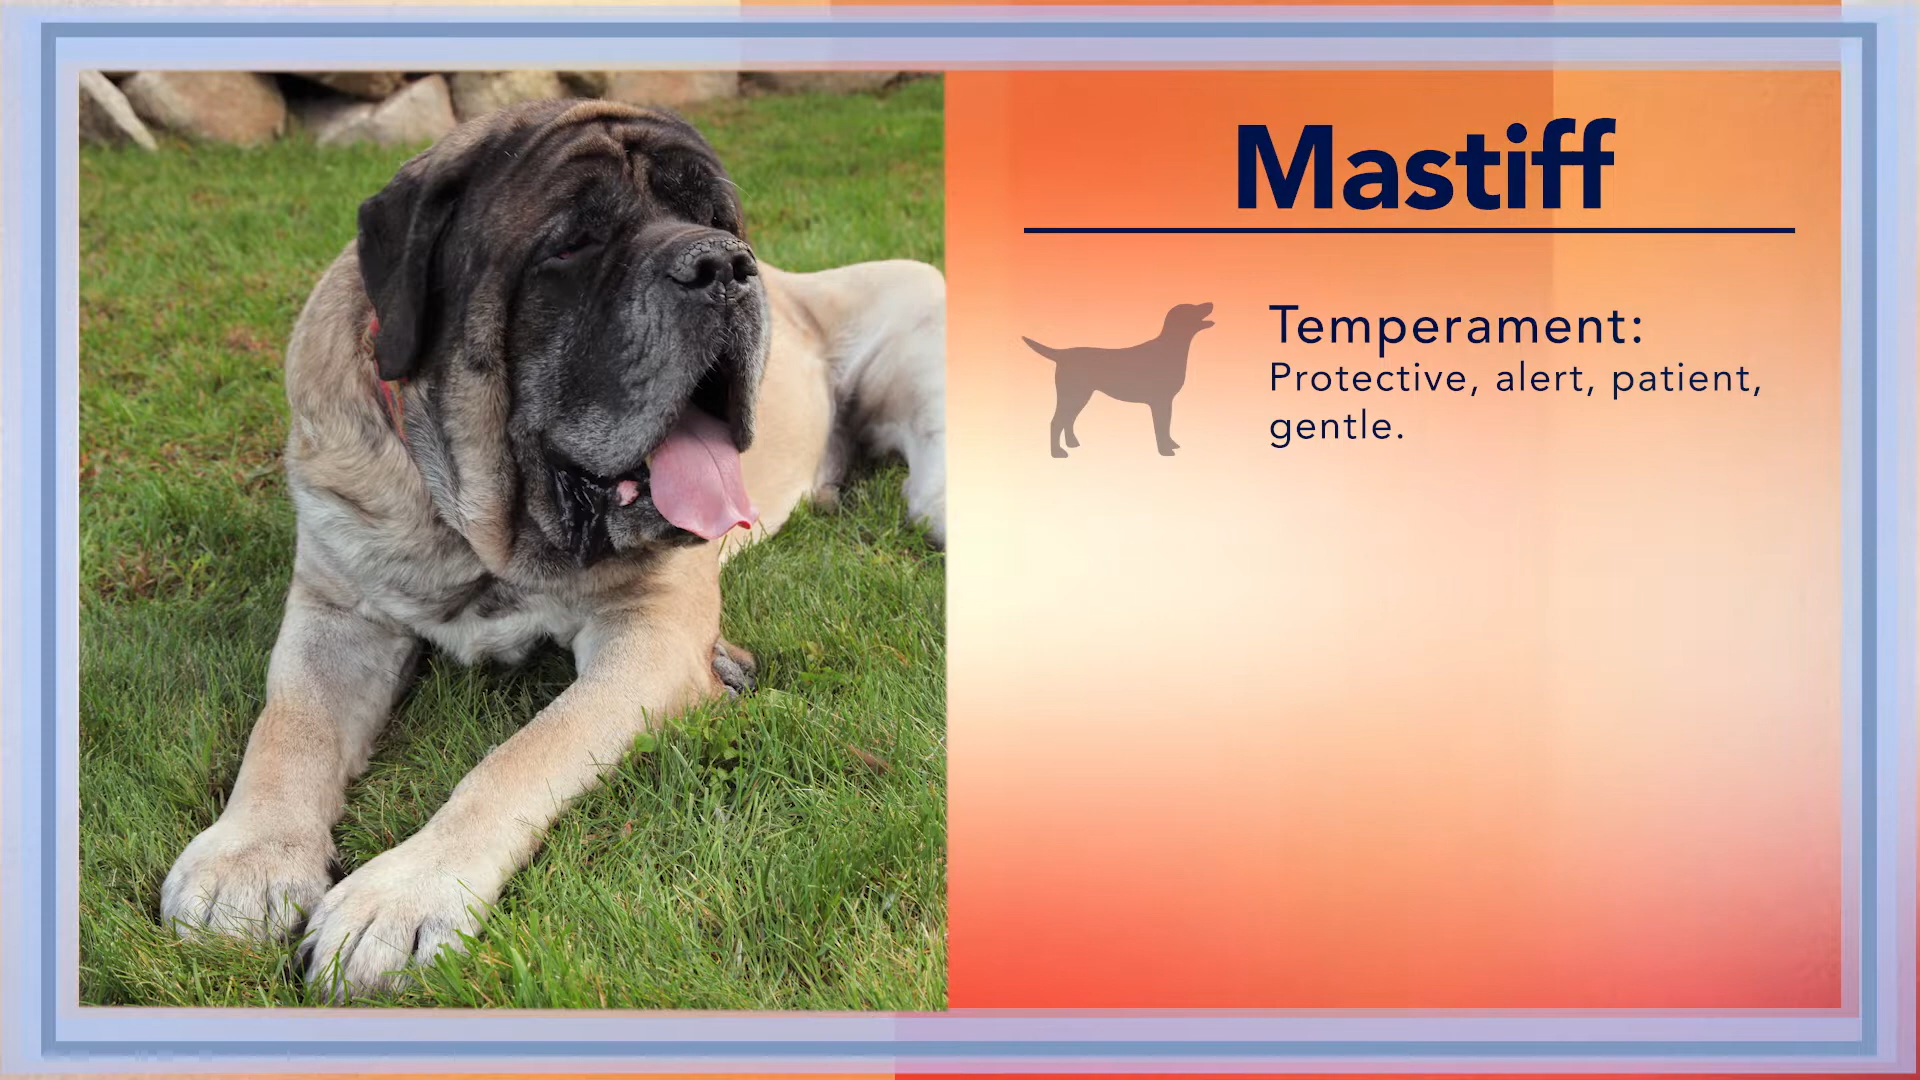 Mastiff
Temperament:
Protective, alert, patient,
gentle.